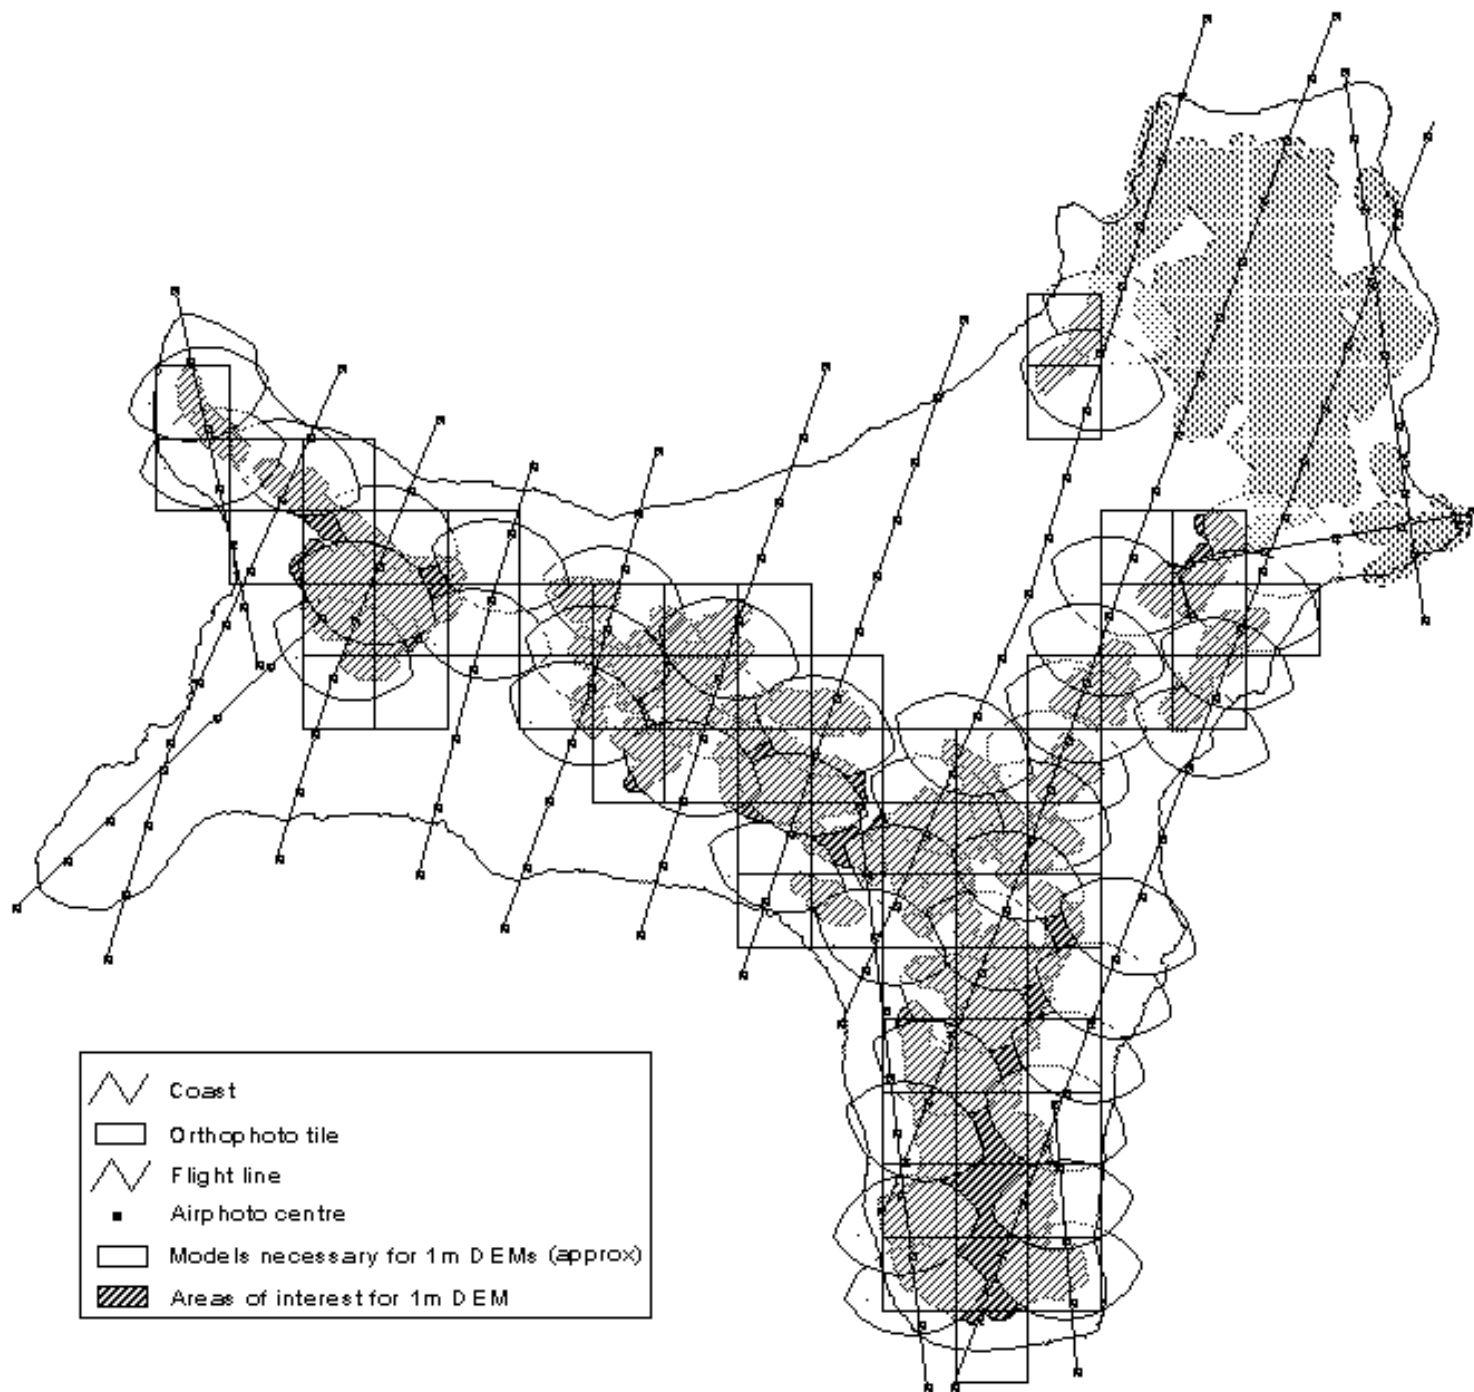 Coast
Orthophoto tile
Flight line
Airphoto centre
Models necessary for 1m DEMs (approx)
Areas of interest for 1m DEM